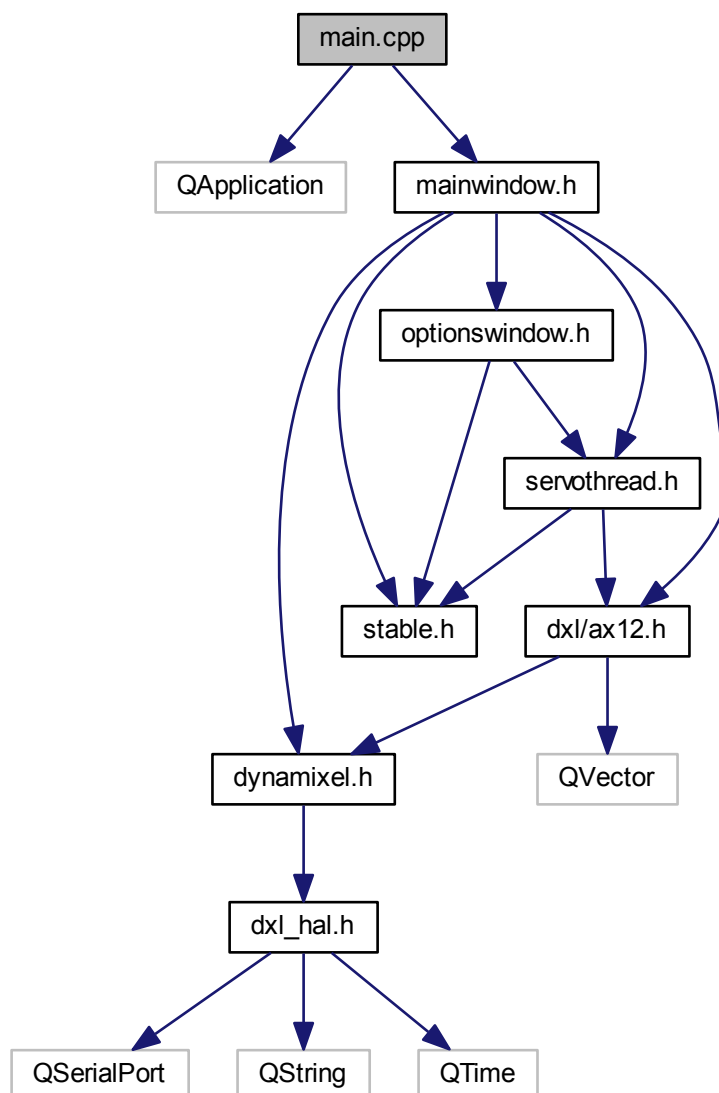 main.cpp
QApplication
mainwindow.h
optionswindow.h
servothread.h
stable.h
dxl/ax12.h
dynamixel.h
QVector
dxl_hal.h
QSerialPort
QString
QTime